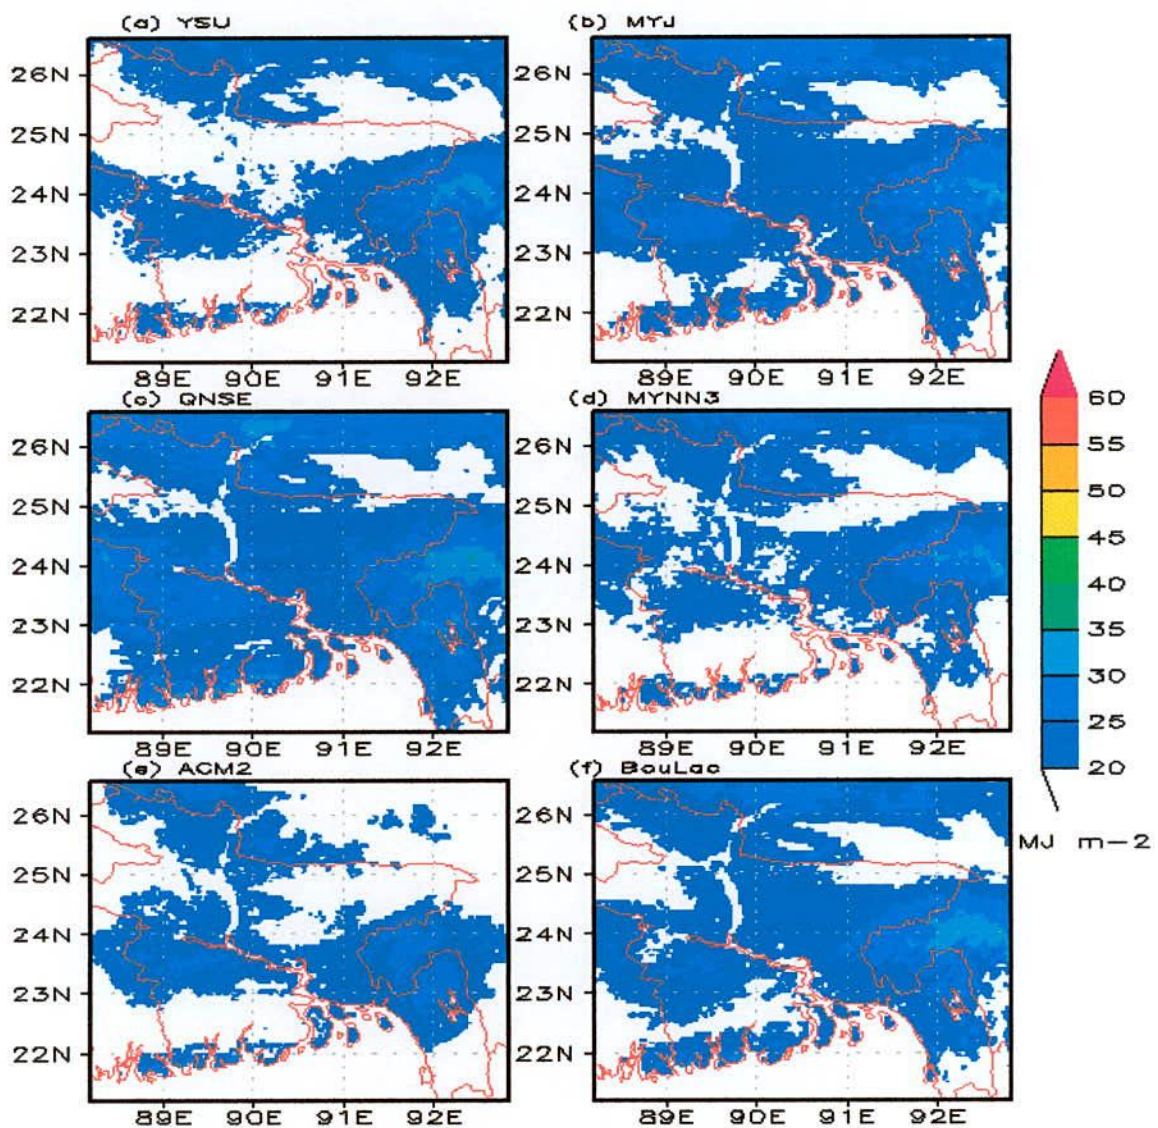 (a) YSU (b) MYJ
26N 26N
25N 25N
24N 24N
23N 23N
22N 22N
89E 90E 91E 92E 89E 90E 91E 92E
(c) QNSE (d) MYNN3
26N 26N
25N 25N
24N 24N
23N 23N
22N 22N
89E 90E 91E 92E 89E 90E 91E 92E
(e) ACM2 (f) BouLac
26N 26N
25N 25N
24N 24N
23N 23N
22N 22N
89E 90E 91E 92E 89E 90E 91E 92E
60
55
50
45
40
35
30
25
20
MJ m-2